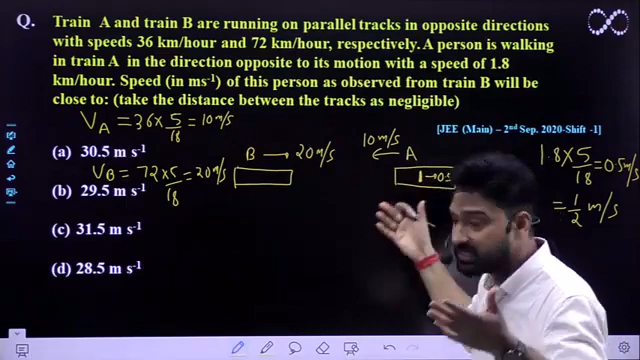 Q. Train A and train B are running on parallel tracks in opposite directions
with speeds 36 km/hour and 72 km/hour, respectively. A person is walking
in train A in the direction opposite to its motion with a speed of 1.8
km/hour. Speed (in ms-1) of this person as observed from train B will be
close to: (take the distance between the tracks as negligible)
VA = 36 × 5/18 = 10 m/s
[JEE (Main) – 2nd Sep. 2020-Shift -1]
(a) 30.5 m s-1
B → 20 m/s
10 m/s ← A
1.8 × 5/18 = 0.5 m/s
VB = 72 × 5/18 = 20 m/s
(b) 29.5 m s-1
= 1/2 m/s
(c) 31.5 m s-1
(d) 28.5 m s-1